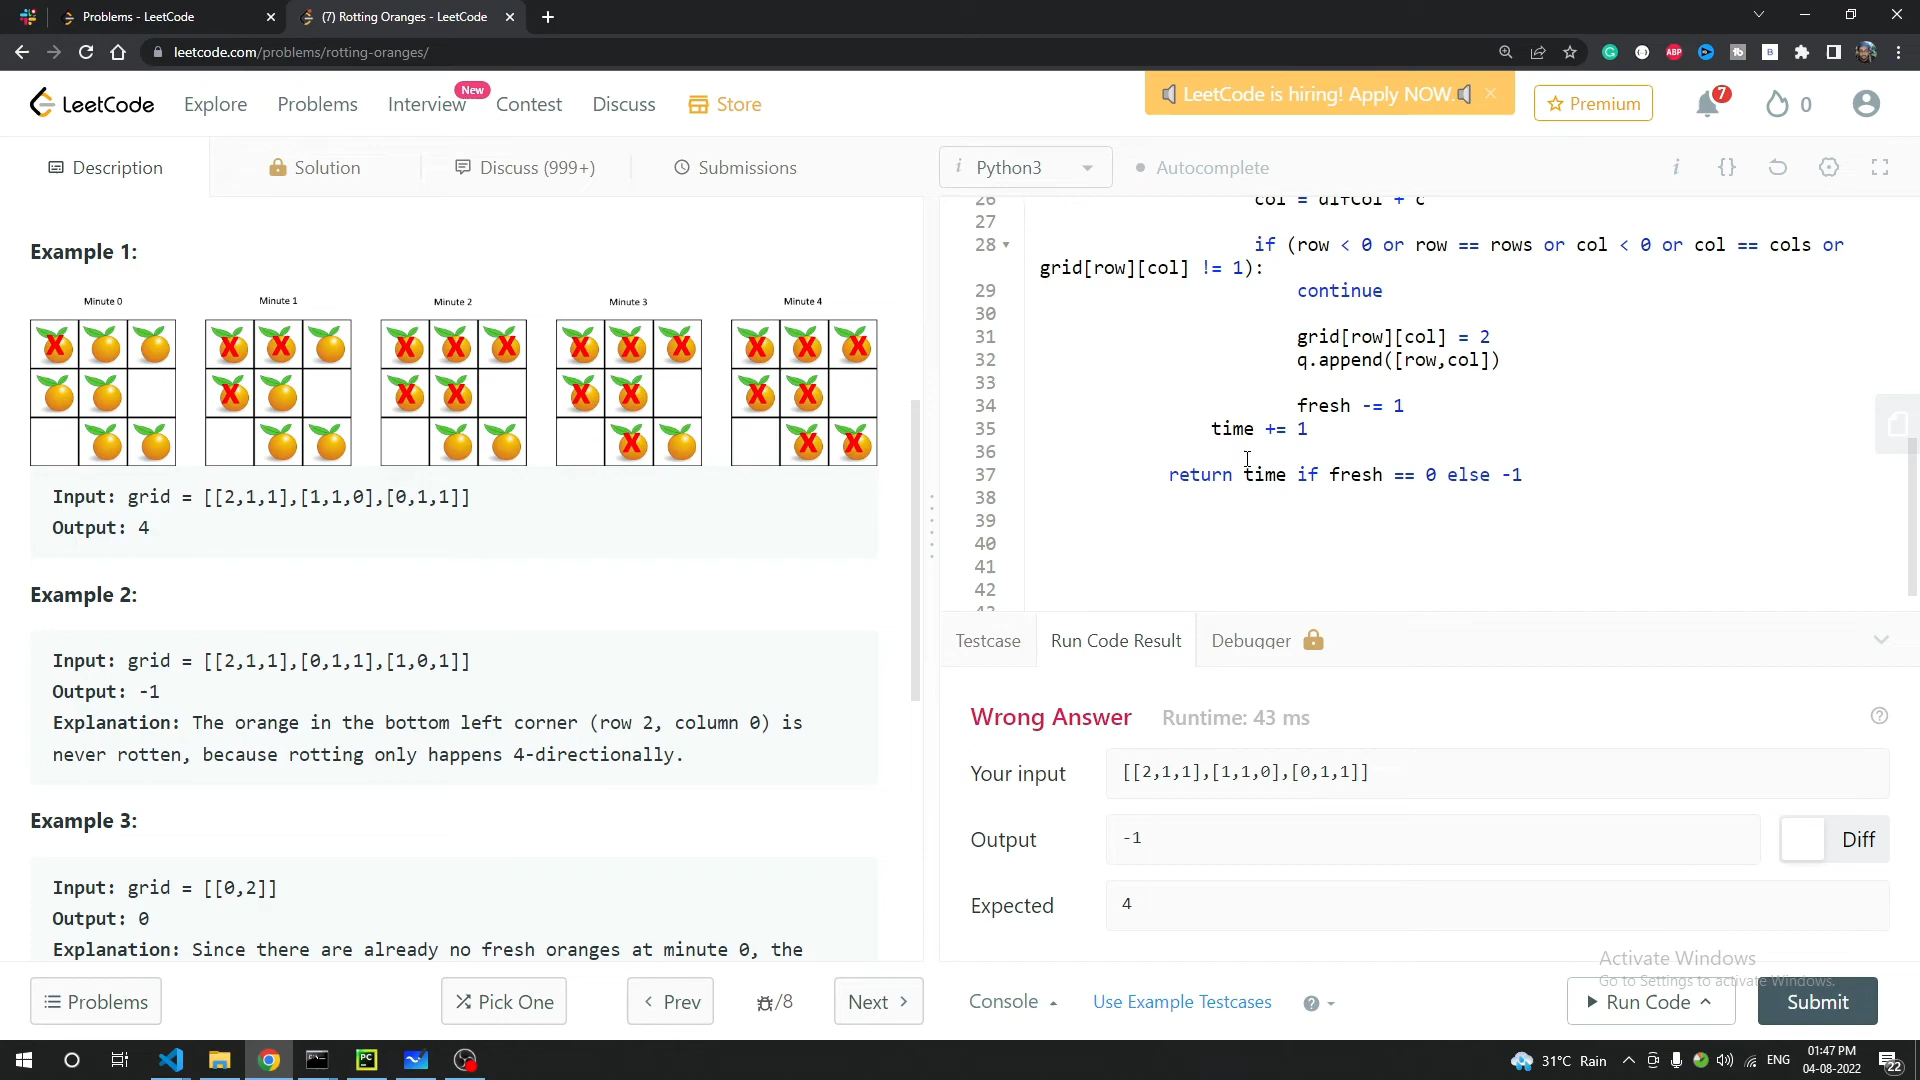 Problems - LeetCode
(7) Rotting Oranges - LeetCode
leetcode.com/problems/rotting-oranges/
LeetCode
Explore
Problems
Interview
New
Contest
Discuss
Store
LeetCode is hiring! Apply NOW.
Premium
7
0
Description
Solution
Discuss (999+)
Submissions
i Python3
Autocomplete
i
{}
Example 1:
Minute 0
Minute 1
Minute 2
Minute 3
Minute 4
Input: grid = [[2,1,1],[1,1,0],[0,1,1]]
Output: 4
Example 2:
Input: grid = [[2,1,1],[0,1,1],[1,0,1]]
Output: -1
Explanation: The orange in the bottom left corner (row 2, column 0) is
never rotten, because rotting only happens 4-directionally.
Example 3:
Input: grid = [[0,2]]
Output: 0
Explanation: Since there are already no fresh oranges at minute 0, the
26 col = difCol + c
27
28 if (row < 0 or row == rows or col < 0 or col == cols or
grid[row][col] != 1):
29 continue
30
31 grid[row][col] = 2
32 q.append([row,col])
33
34 fresh -= 1
35 time += 1
36
37 return time if fresh == 0 else -1
38
39
40
41
42
43
Testcase
Run Code Result
Debugger
Wrong Answer
Runtime: 43 ms
Your input
[[2,1,1],[1,1,0],[0,1,1]]
Output
-1
Diff
Expected
4
Activate Windows
Go to Settings to activate Windows.
Problems
Pick One
Prev
/8
Next
Console
Use Example Testcases
Run Code
Submit
31°C Rain
ENG
01:47 PM
04-08-2022
22